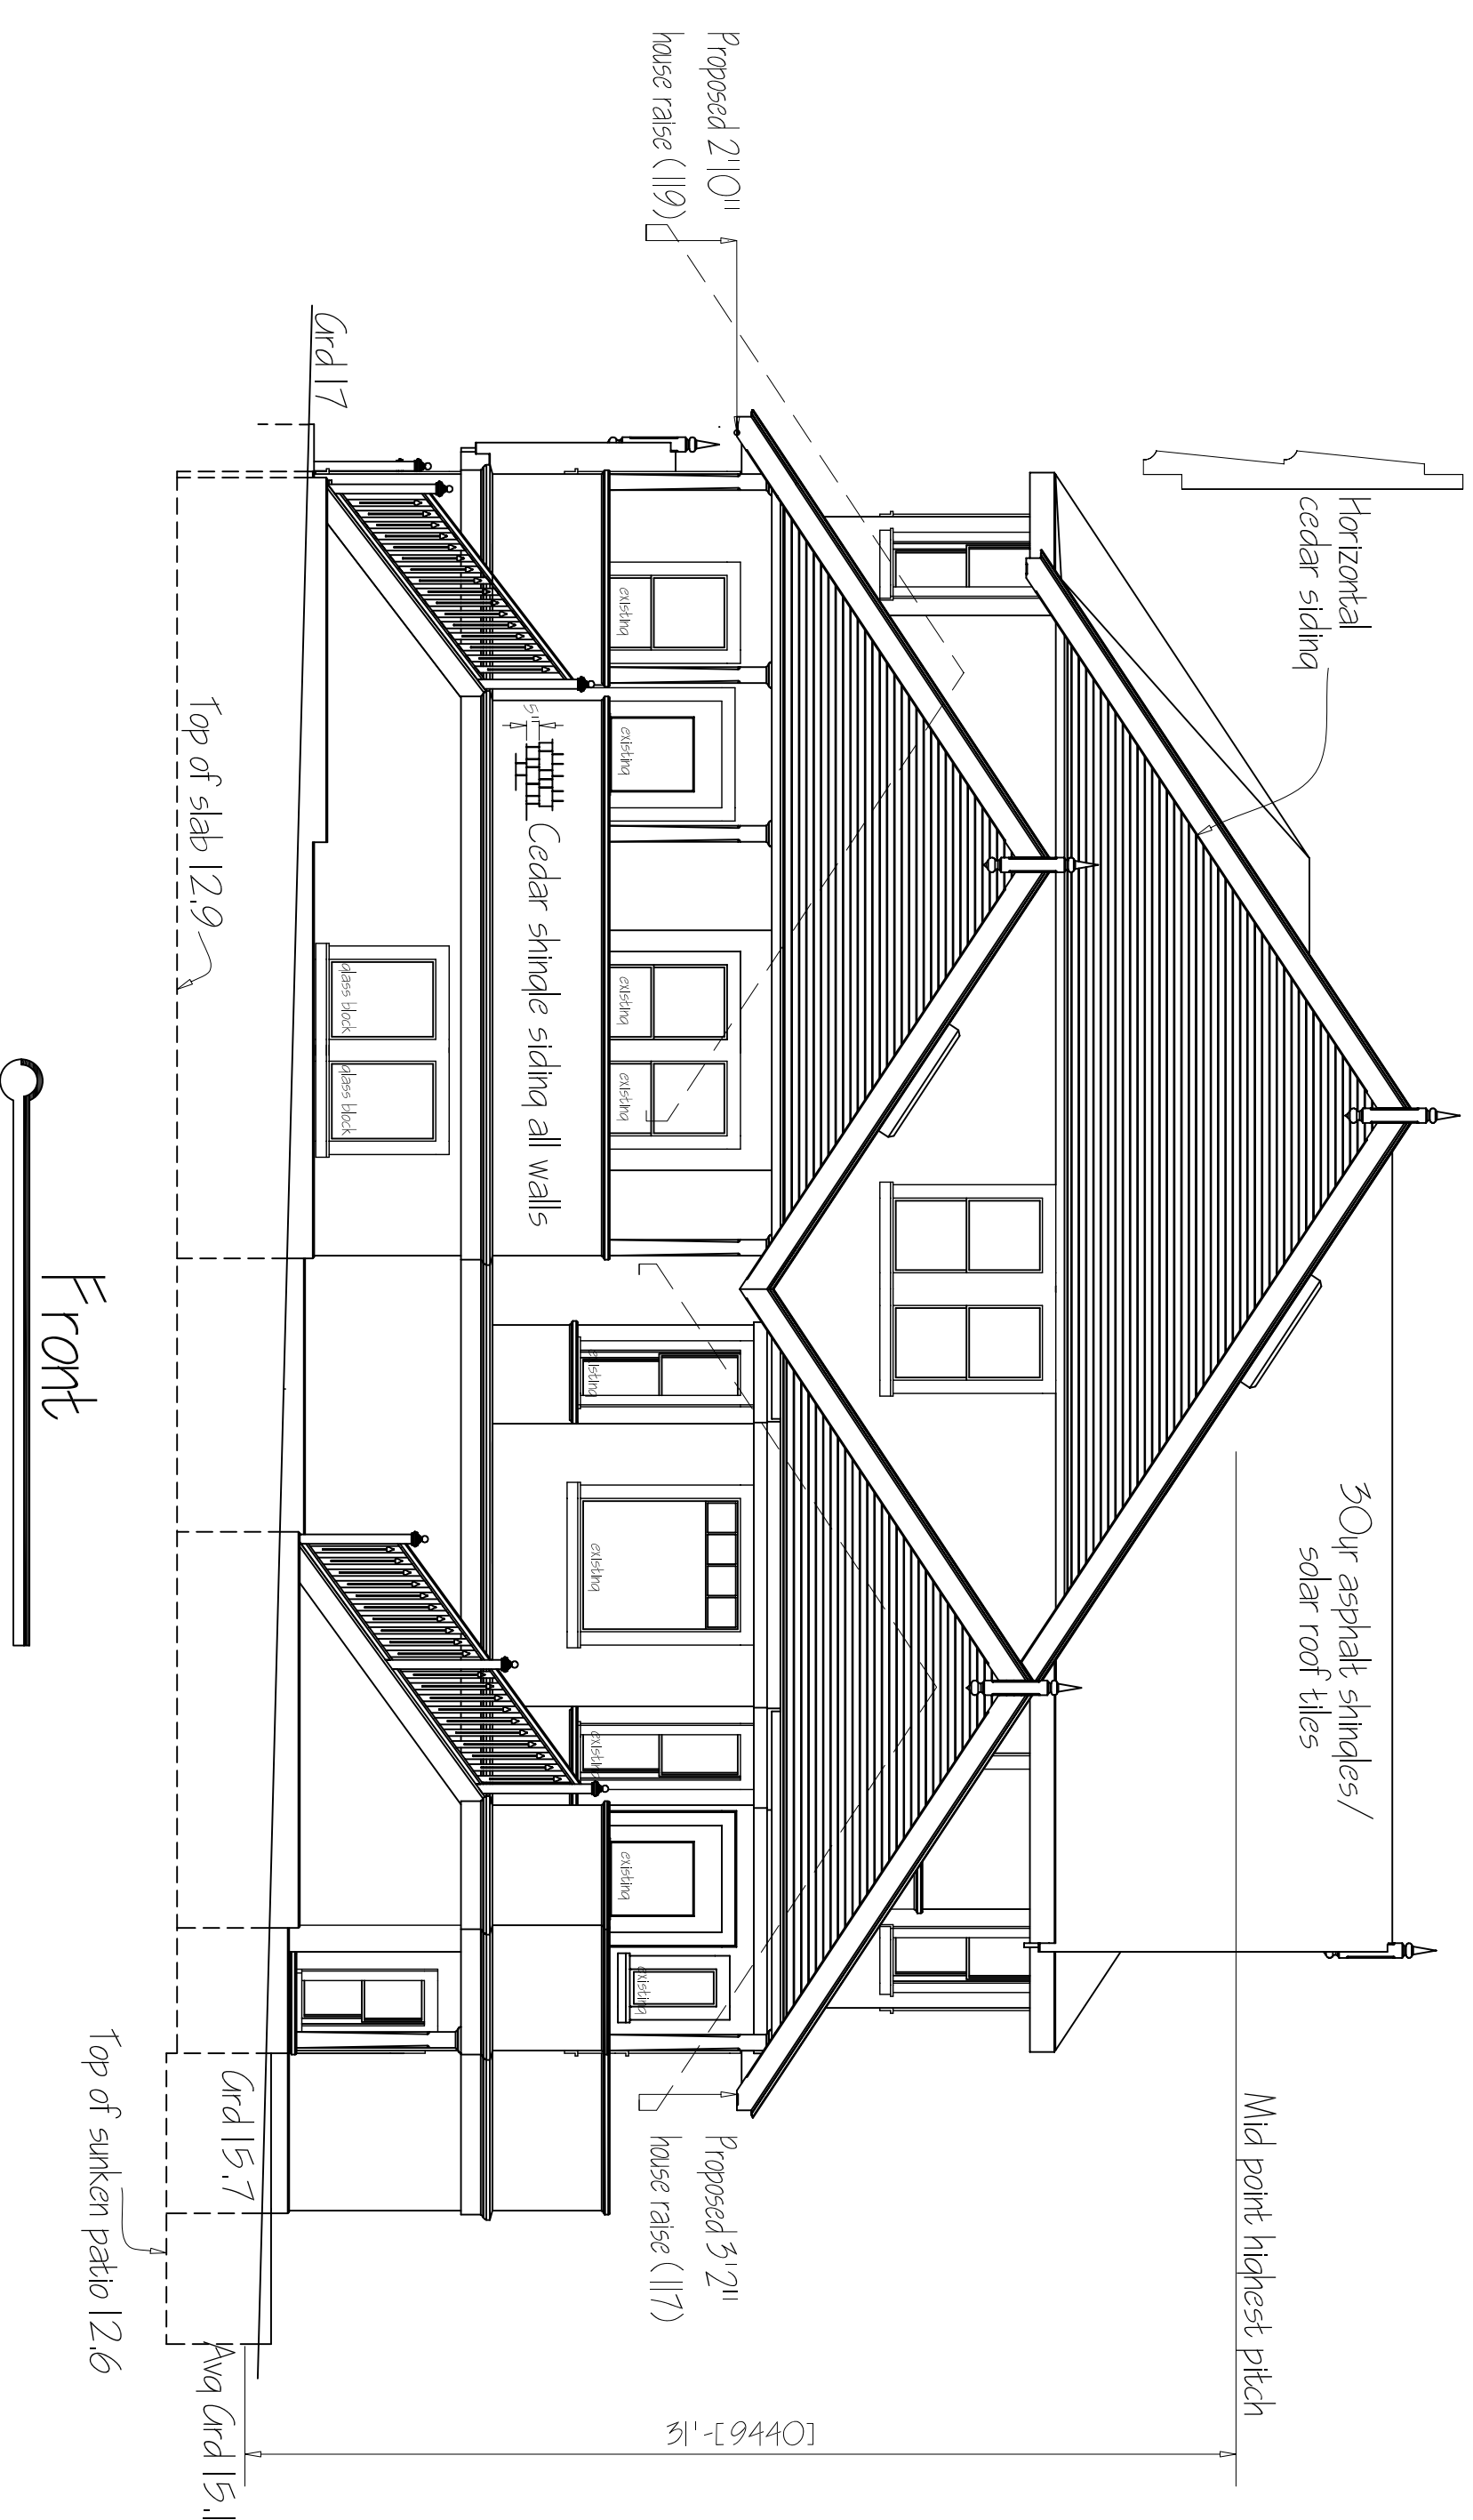 Horizontal
cedar siding
30yr asphalt shingles/
solar roof tiles
Mid point highest pitch
Proposed 2'10"
house raise (119)
Proposed 3'2"
house raise (117)
existing
existing
existing
existing
existing
existing
existing
existing
existing
5"
Cedar shingle siding all walls
31'-[9440]
glass block
glass block
Grd 17
Grd 15.7
Avg Grd 15.1
Top of slab 12.9
Top of sunken patio 12.6
Front